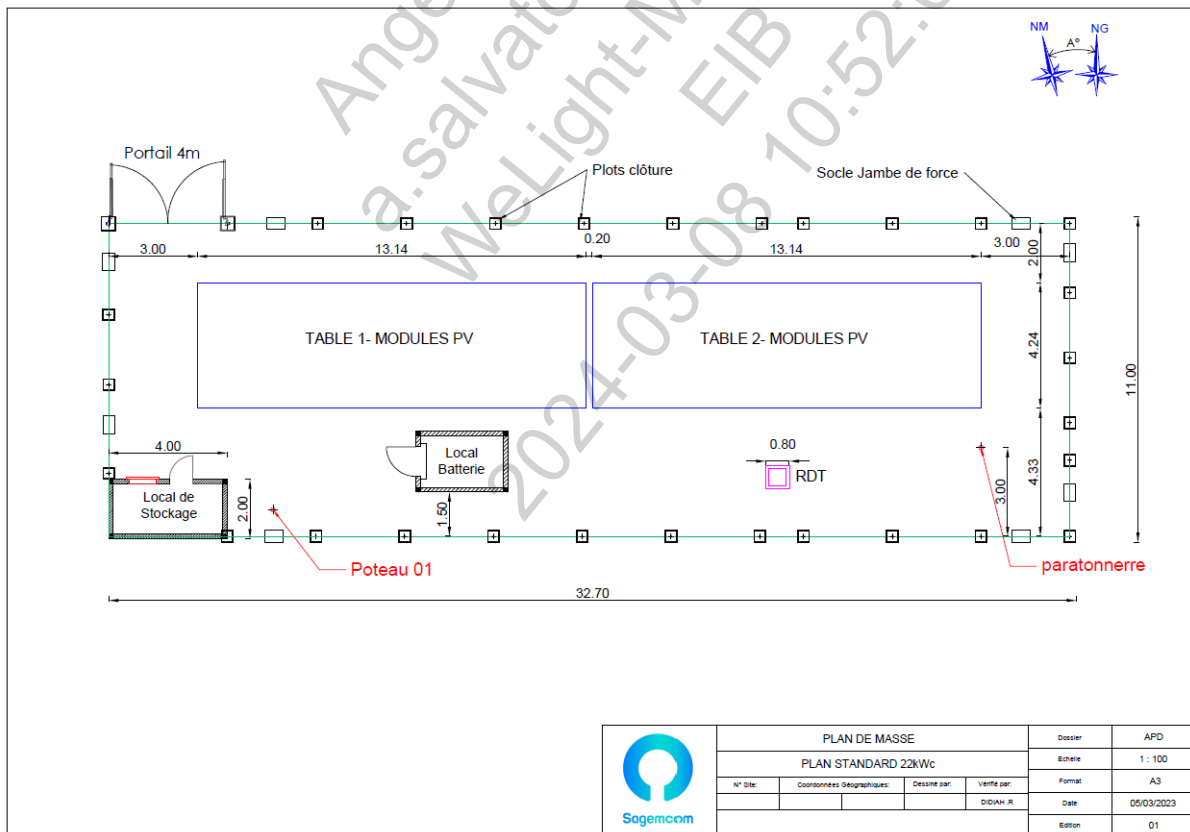 NM
NG
A°
Ange
a.salvato
WeLight-M
EIB
2024-03-08 10:52:0
Portail 4m
Plots clôture
Socle Jambe de force
3.00
13.14
0.20
13.14
3.00
2.00
TABLE 1- MODULES PV
TABLE 2- MODULES PV
4.24
11.00
4.00
Local
Batterie
0.80
RDT
4.33
3.00
Local de
Stockage
2.00
1.50
Poteau 01
paratonnerre
32.70
Sagemcom
PLAN DE MASSE
PLAN STANDARD 22kWc
N° Site:
Coordonnées Géographiques:
Dessiné par:
Vérifié par:
DIDIAH .R
Dossier
APD
Echelle
1 : 100
Format
A3
Date
05/03/2023
Edition
01